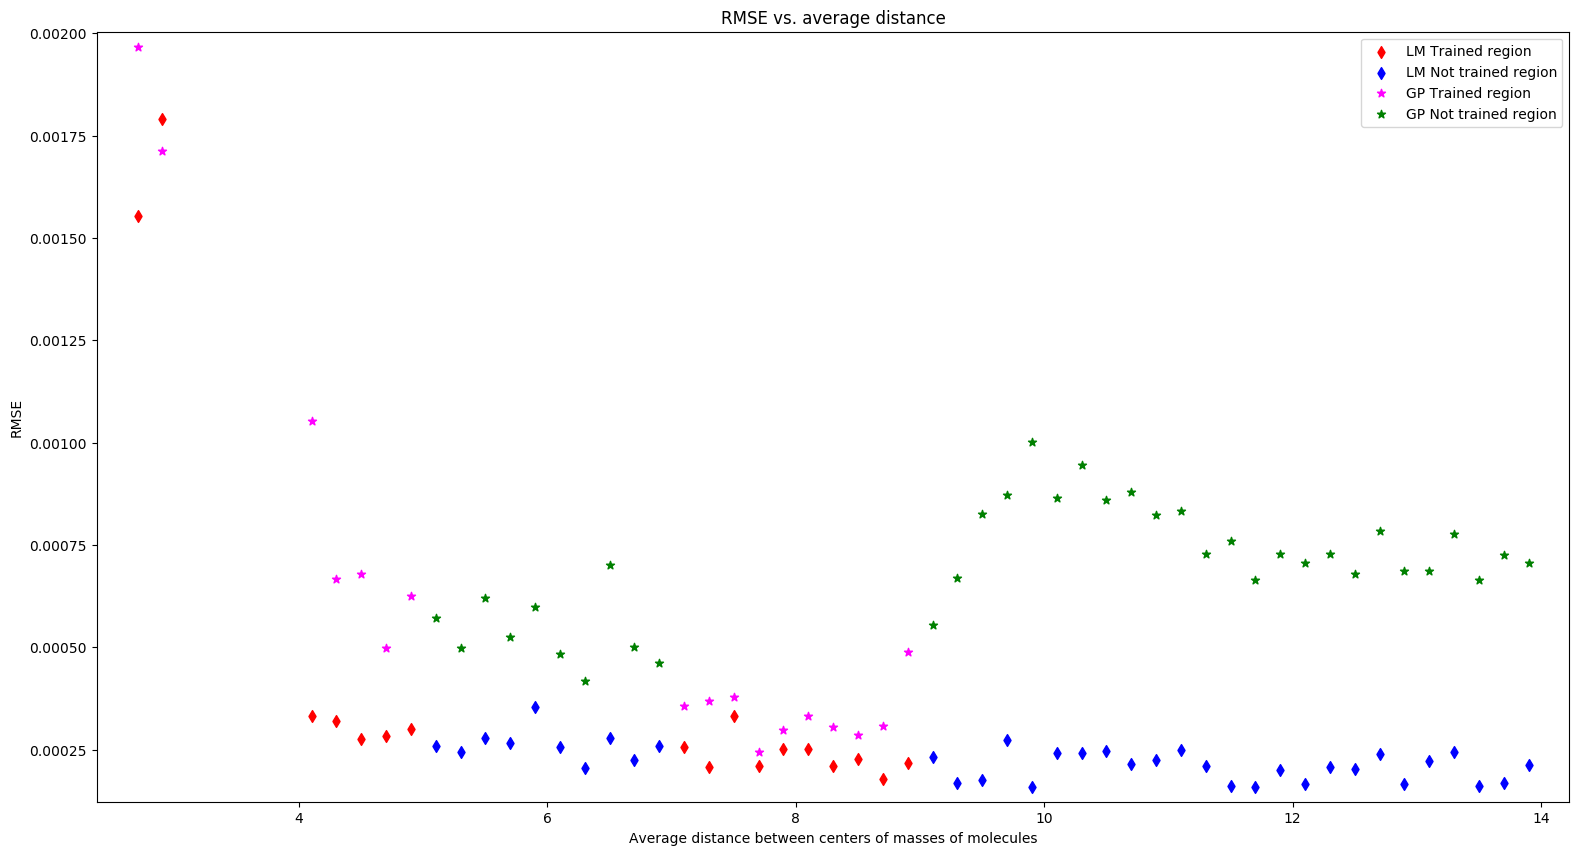 RMSE vs. average distance
0.00200
0.00175
0.00150
0.00125
0.00100
0.00075
0.00050
0.00025
RMSE
LM Trained region
LM Not trained region
GP Trained region
GP Not trained region
4 6 8 10 12 14
Average distance between centers of masses of molecules